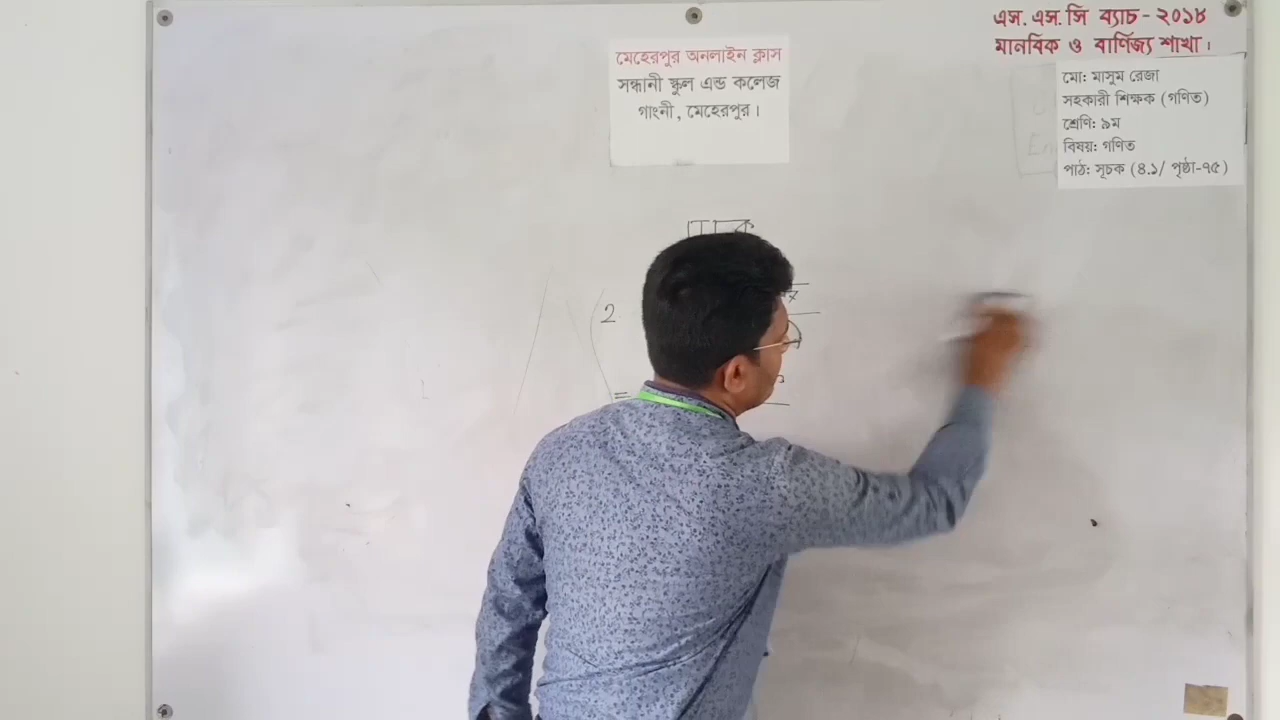 এস. এস. সি ব্যাচ - ২০১৮
মানবিক ও বাণিজ্য শাখা।
মেহেরপুর অনলাইন ক্লাস
সন্ধানী স্কুল এন্ড কলেজ
গাংনী, মেহেরপুর।
মো: মাসুম রেজা
সহকারী শিক্ষক (গণিত)
শ্রেণি: ৯ম
বিষয়: গণিত
পাঠ: সূচক (৪.১/ পৃষ্ঠা-৭৫)
2
=